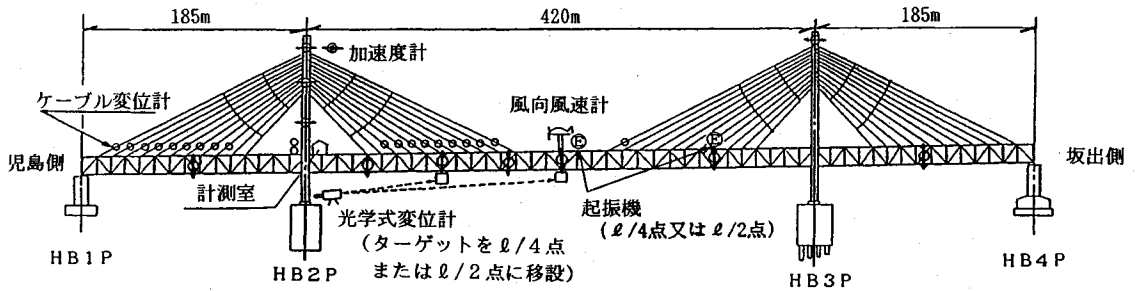 185m
420m
185m
加速度計
ケーブル変位計
風向風速計
E
E
児島側
坂出側
計測室
光学式変位計
(ターゲットをℓ/4点
またはℓ/2点に移設)
起振機
(ℓ/4点又はℓ/2点)
HB1P
HB2P
HB3P
HB4P